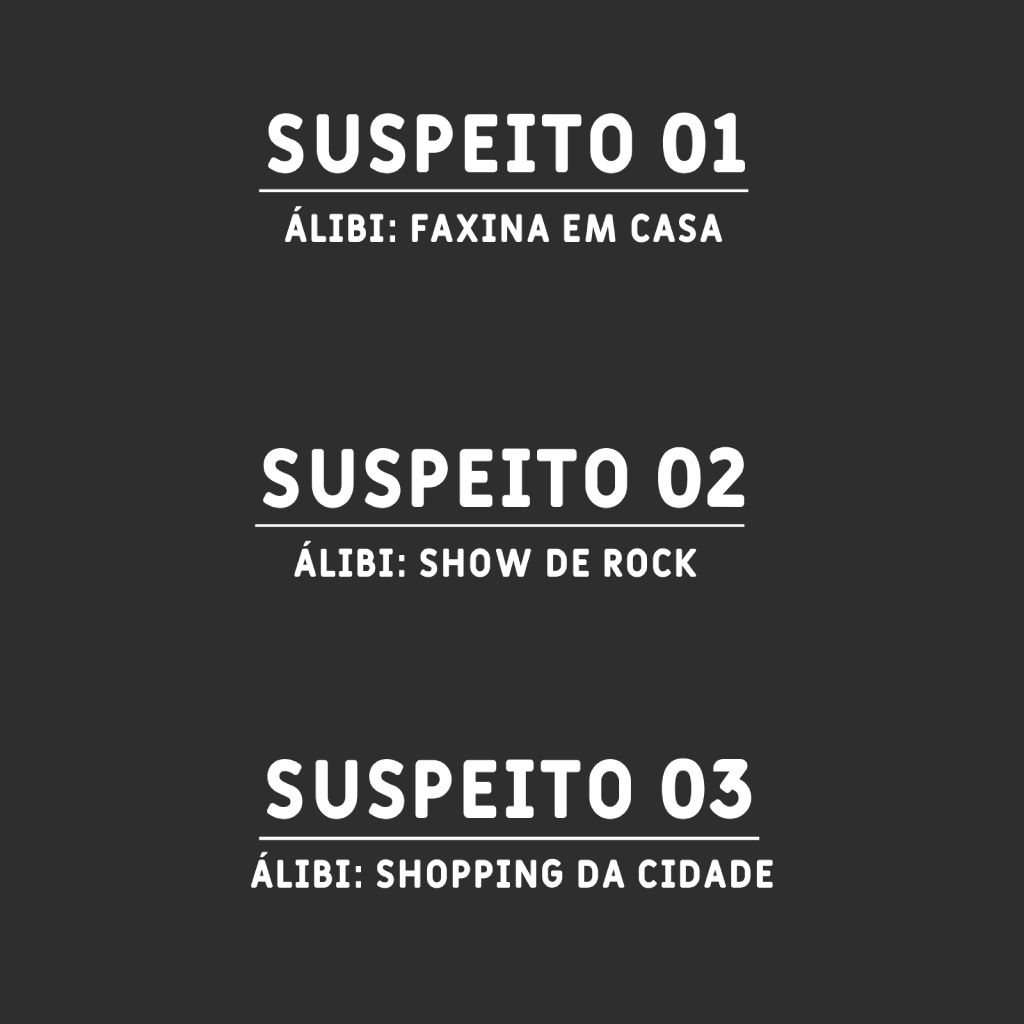 SUSPEITO 01
ÁLIBI: FAXINA EM CASA
SUSPEITO 02
ÁLIBI: SHOW DE ROCK
SUSPEITO 03
ÁLIBI: SHOPPING DA CIDADE